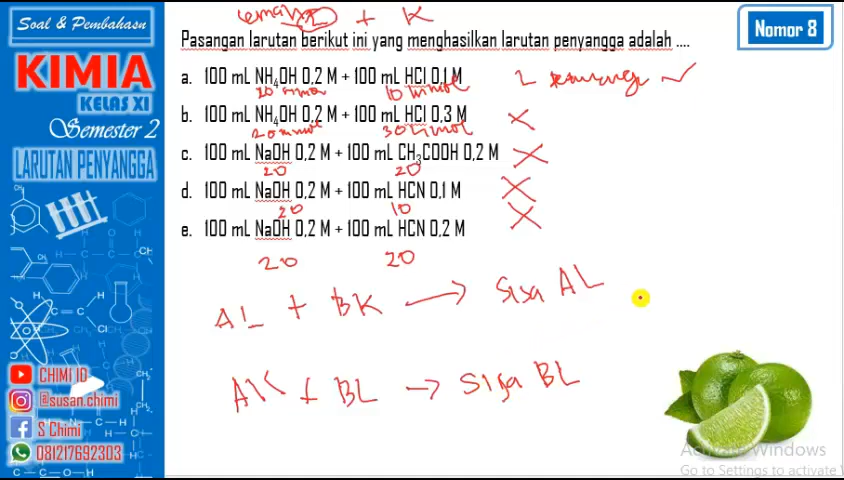 Soal & Pembahasn
KIMIA
KELAS XI
Semester 2
LARUTAN PENYANGGA
Nomor 8
lemah + K
Pasangan larutan berikut ini yang menghasilkan larutan penyangga adalah ....
a. 100 mL NH₄OH 0,2 M + 100 mL HCl 0,1 M
20 mmol 10 mmol
b. 100 mL NH₄OH 0,2 M + 100 mL HCl 0,3 M
20 mmol 30 mmol
c. 100 mL NaOH 0,2 M + 100 mL CH₃COOH 0,2 M
20 20
d. 100 mL NaOH 0,2 M + 100 mL HCN 0,1 M
20 10
e. 100 mL NaOH 0,2 M + 100 mL HCN 0,2 M
20 20
AL + BK → Sisa AL
AK + BL → Sisa BL
CHIMI ID
@susan.chimi
S Chimi
081217692303
Activate Windows
Go to Settings to activate W